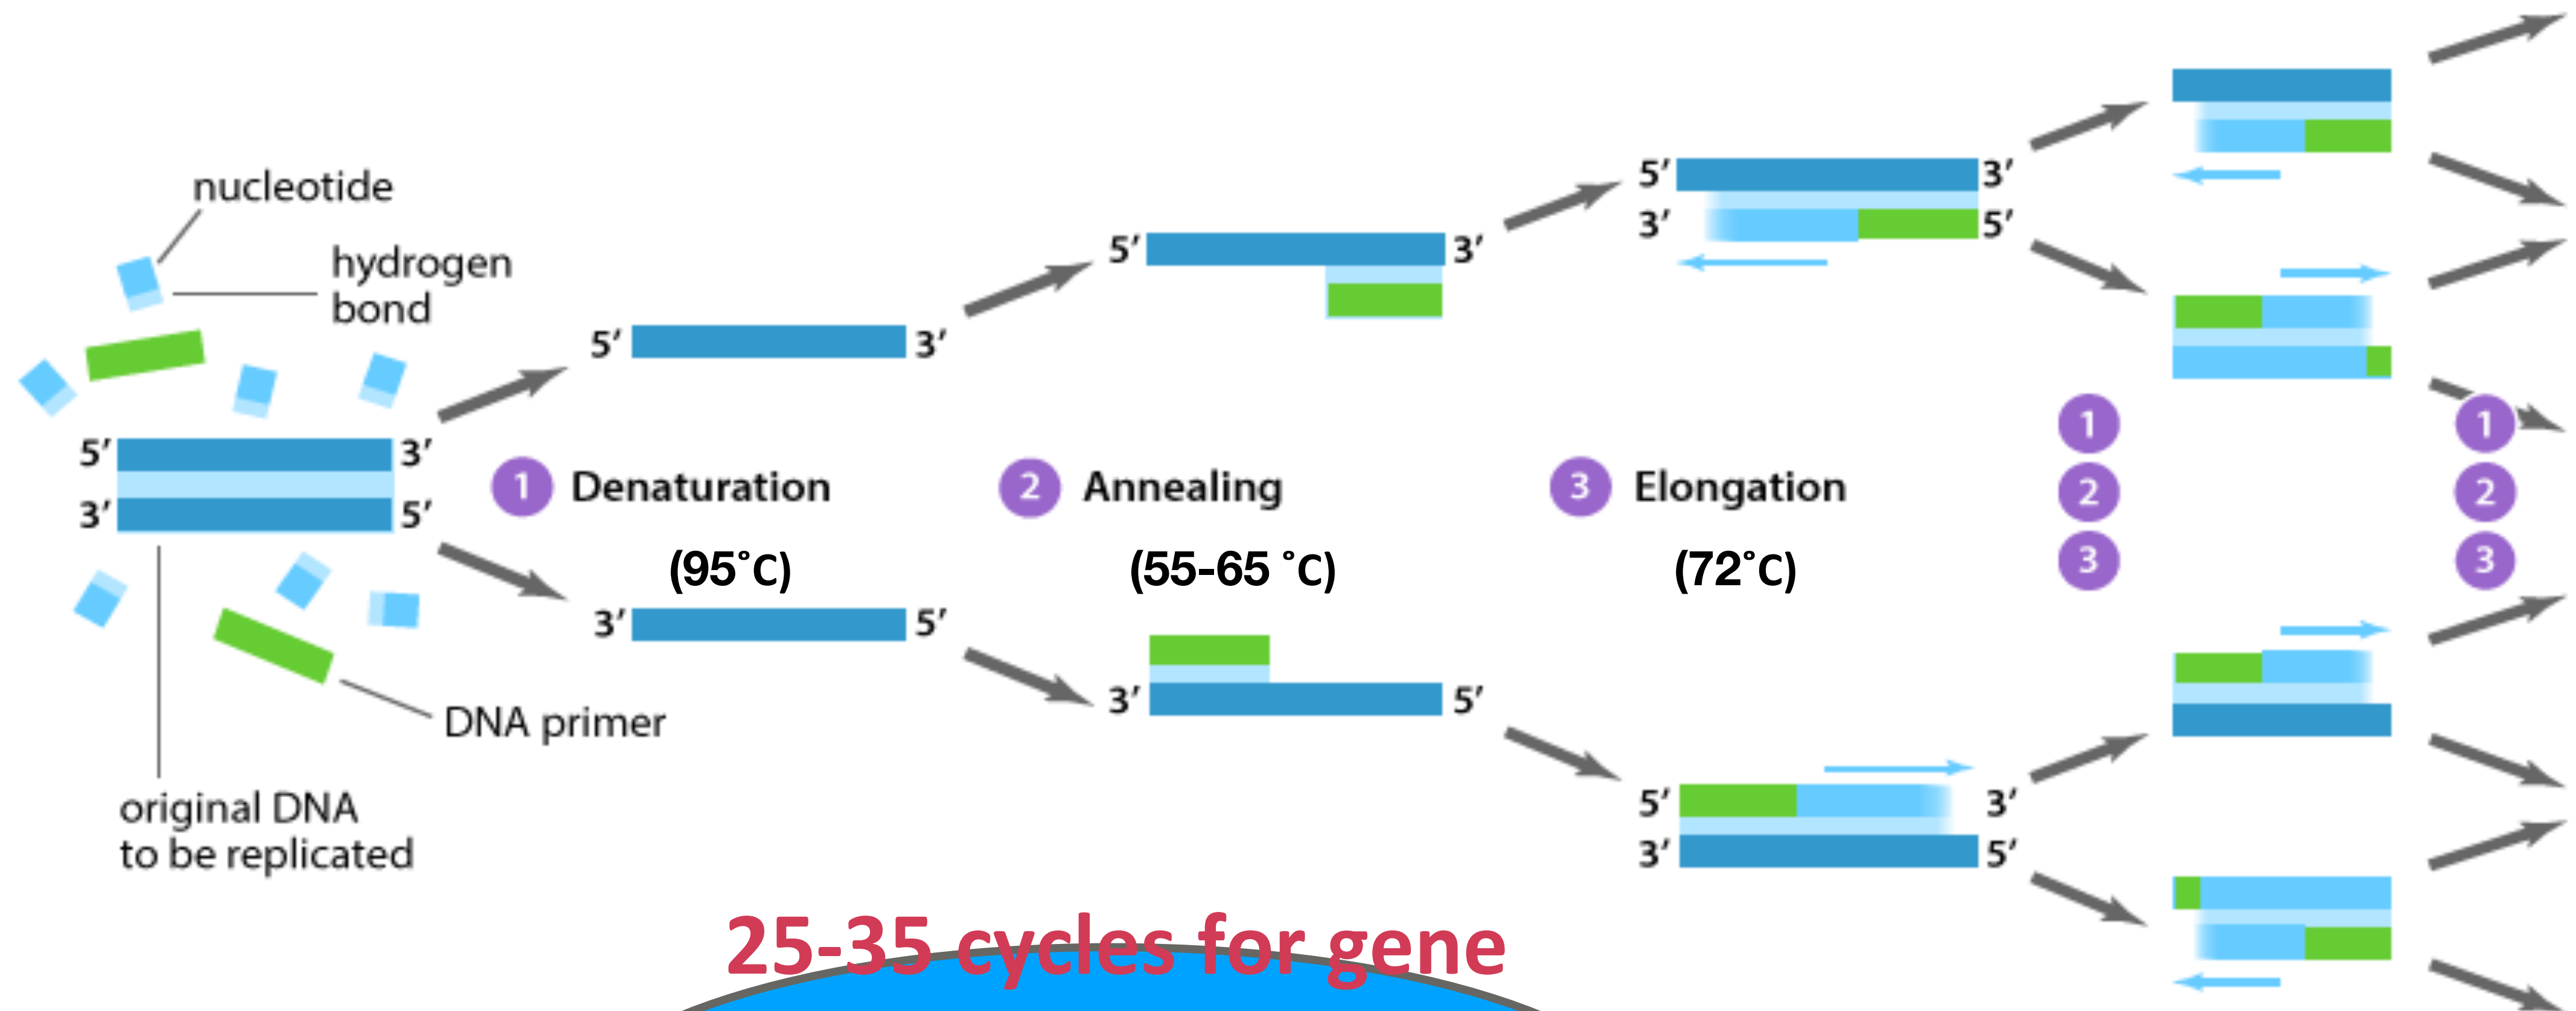 nucleotide
hydrogen
bond
5′ 3′
3′ 5′
DNA primer
original DNA
to be replicated
5′ 3′
1 Denaturation
(95°C)
3′ 5′
5′ 3′
2 Annealing
(55-65 °C)
3′ 5′
5′ 3′
3′ 5′
3 Elongation
(72°C)
5′ 3′
3′ 5′
1
2
3
1
2
3
25-35 cycles for gene